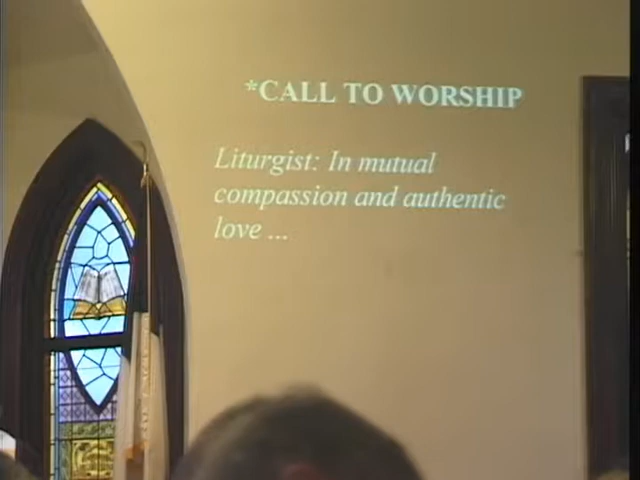 *CALL TO WORSHIP
Liturgist: In mutual
compassion and authentic
love ...